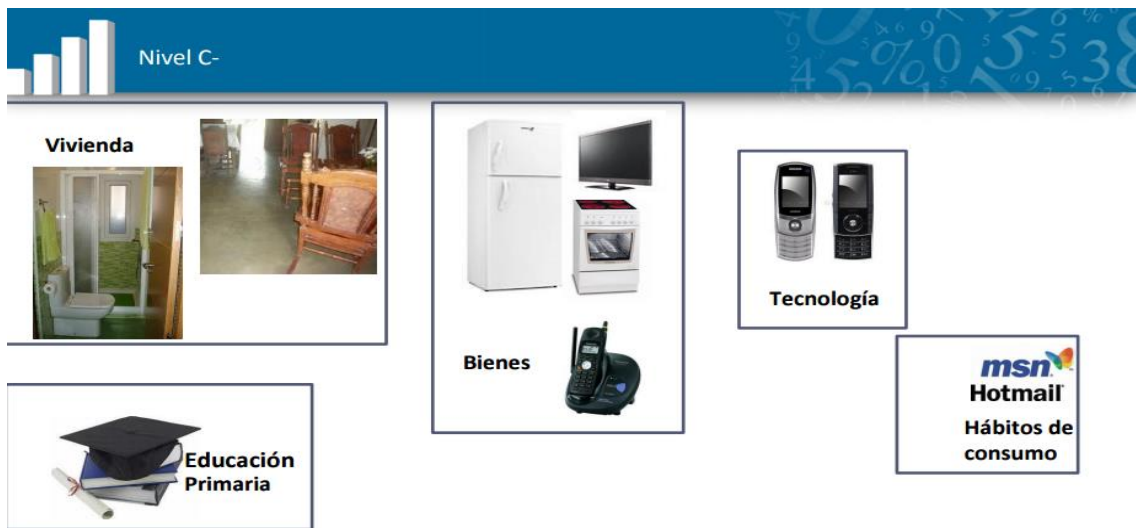 Nivel C-
Vivienda
Bienes
Tecnología
msn
Hotmail
Hábitos de
consumo
Educación
Primaria